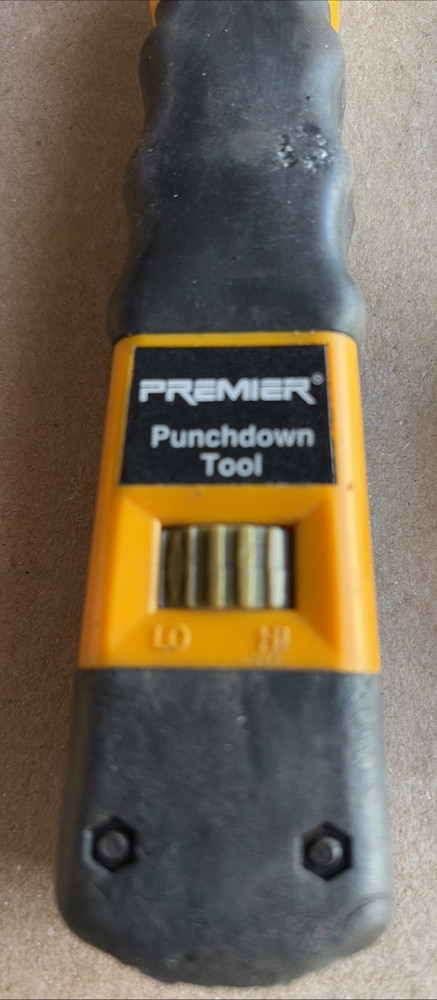 PREMIER®
Punchdown
Tool
LO HI